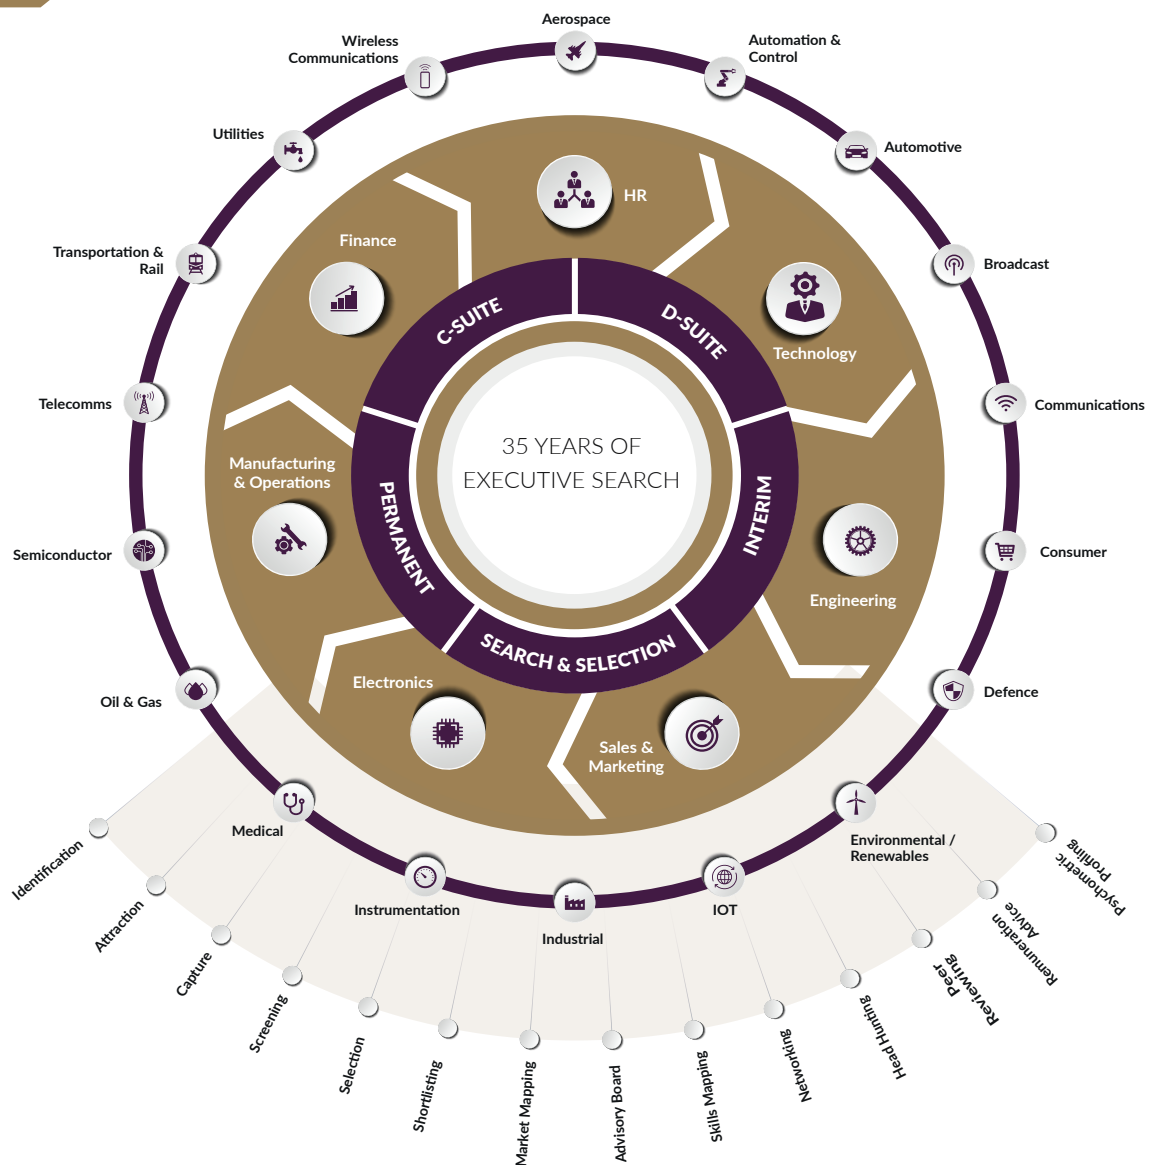 Aerospace
Automation &
Control
Automotive
Broadcast
Communications
Consumer
Defence
Environmental /
Renewables
IOT
Industrial
Instrumentation
Medical
Oil & Gas
Semiconductor
Telecomms
Transportation &
Rail
Utilities
Wireless
Communications
HR
Technology
Engineering
Sales &
Marketing
Electronics
Manufacturing
& Operations
Finance
C-SUITE
D-SUITE
INTERIM
SEARCH & SELECTION
PERMANENT
35 YEARS OF
EXECUTIVE SEARCH
Identification
Attraction
Capture
Screening
Selection
Shortlisting
Market Mapping
Advisory Board
Skills Mapping
Networking
Head Hunting
Peer
Reviewing
Remuneration
Advice
Psychometric
Profiling